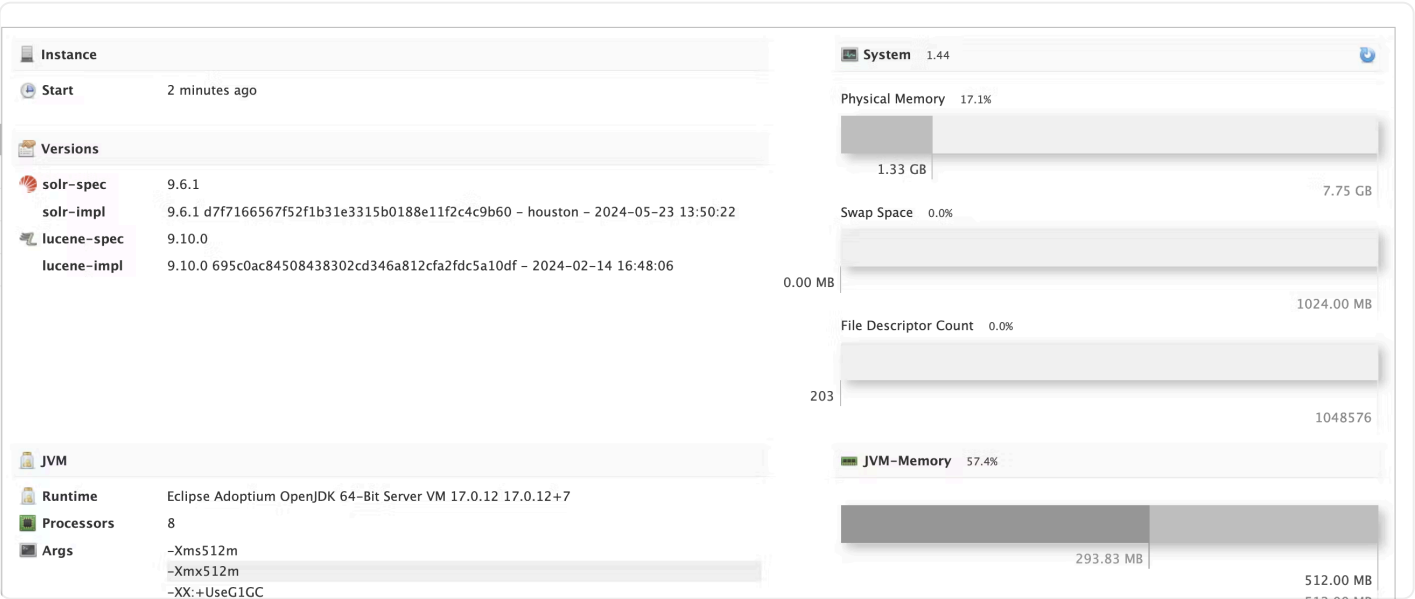 Instance
Start 2 minutes ago
Versions
solr-spec 9.6.1
solr-impl 9.6.1 d7f7166567f52f1b31e3315b0188e11f2c4c9b60 - houston - 2024-05-23 13:50:22
lucene-spec 9.10.0
lucene-impl 9.10.0 695c0ac84508438302cd346a812cfa2fdc5a10df - 2024-02-14 16:48:06
JVM
Runtime Eclipse Adoptium OpenJDK 64-Bit Server VM 17.0.12 17.0.12+7
Processors 8
Args -Xms512m
-Xmx512m
-XX:+UseG1GC
System 1.44
Physical Memory 17.1%
1.33 GB
7.75 GB
Swap Space 0.0%
0.00 MB
1024.00 MB
File Descriptor Count 0.0%
203
1048576
JVM-Memory 57.4%
293.83 MB
512.00 MB